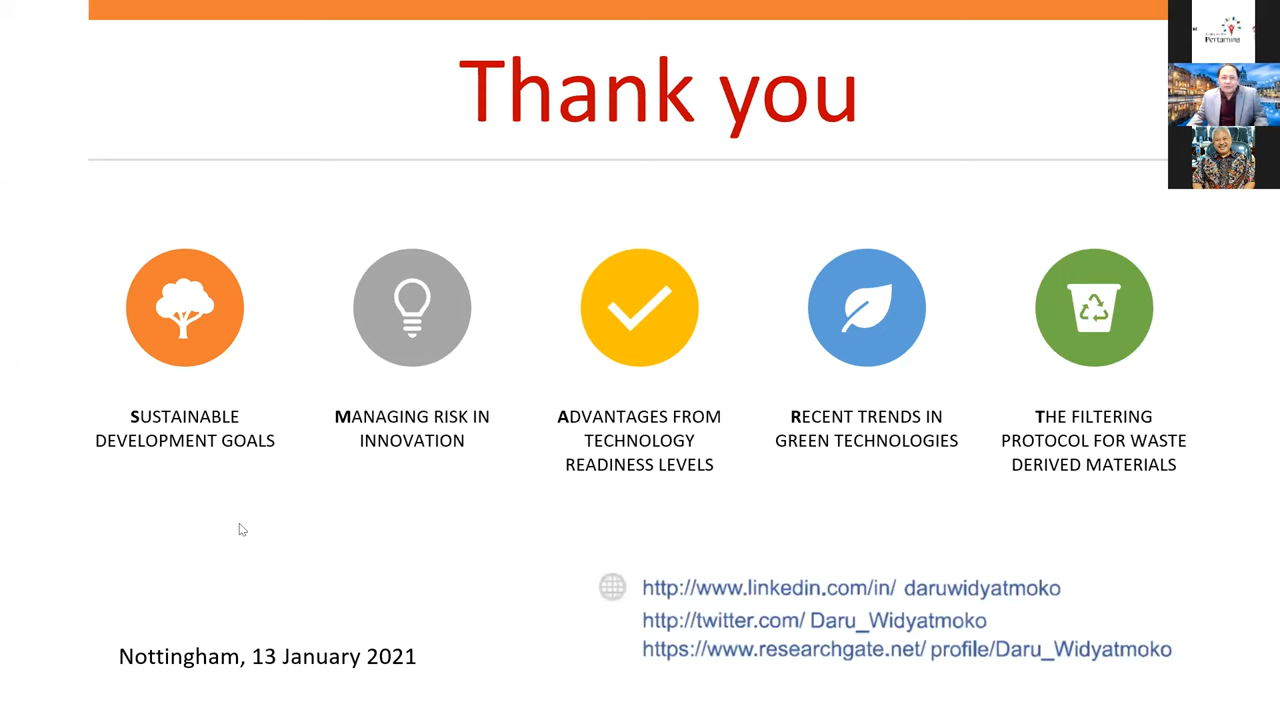 Thank you
Pertamina
SUSTAINABLE
DEVELOPMENT GOALS
MANAGING RISK IN
INNOVATION
ADVANTAGES FROM
TECHNOLOGY
READINESS LEVELS
RECENT TRENDS IN
GREEN TECHNOLOGIES
THE FILTERING
PROTOCOL FOR WASTE
DERIVED MATERIALS
http://www.linkedin.com/in/ daruwidyatmoko
http://twitter.com/ Daru_Widyatmoko
https://www.researchgate.net/ profile/Daru_Widyatmoko
Nottingham, 13 January 2021